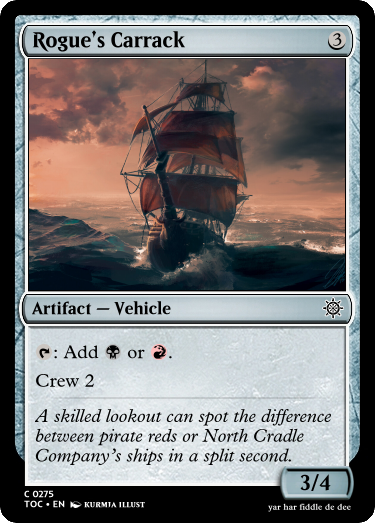 Rogue's Carrack 3
Artifact — Vehicle
: Add or .
Crew 2
A skilled lookout can spot the difference
between pirate reds or North Cradle
Company's ships in a split second.
3/4
C 0275
TOC • EN KURMJA ILLUST
yar har fiddle de dee